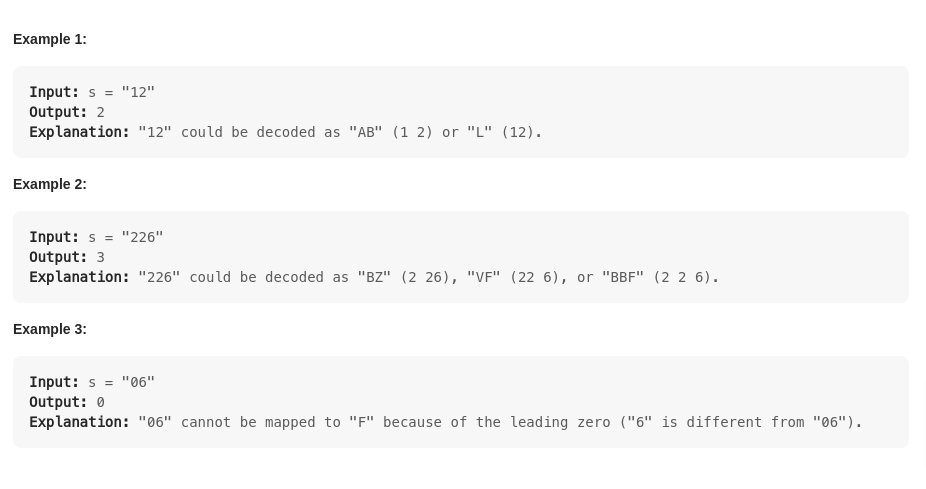 Example 1:
Input: s = "12"
Output: 2
Explanation: "12" could be decoded as "AB" (1 2) or "L" (12).
Example 2:
Input: s = "226"
Output: 3
Explanation: "226" could be decoded as "BZ" (2 26), "VF" (22 6), or "BBF" (2 2 6).
Example 3:
Input: s = "06"
Output: 0
Explanation: "06" cannot be mapped to "F" because of the leading zero ("6" is different from "06").